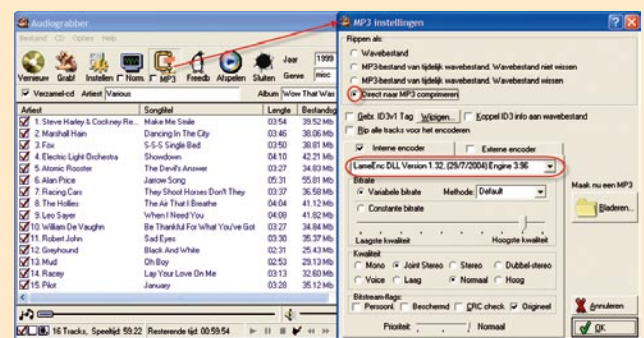 Audiograbber
Bestand CD Opties Help
Vernieuw Grab! Instellen Norm. MP3 Freedb Afspelen Sluiten
Jaar 1999
Genre misc
Verzamel-cd Artiest Various Album Wow That Was
Artiest Songtitel Lengte Bestandsg
1. Steve Harley & Cockney Re... Make Me Smile 03:54 39.52 Mb
2. Marshall Hain Dancing In The City 03:46 38.06 Mb
3. Fox S-S-S Single Bed 03:50 38.81 Mb
4. Electric Light Orchestra Showdown 04:10 42.21 Mb
5. Atomic Rooster The Devil's Answer 03:27 34.83 Mb
6. Alan Price Jarrow Song 05:31 55.81 Mb
7. Racing Cars They Shoot Horses Don't They 03:37 36.58 Mb
8. The Hollies The Air That I Breathe 04:04 41.12 Mb
9. Leo Sayer When I Need You 04:08 41.82 Mb
10. William De Vaughn Be Thankful For What You've Got 03:27 34.84 Mb
11. Robert John Sad Eyes 03:30 35.37 Mb
12. Greyhound Black And White 02:31 25.43 Mb
13. Mud Oh Boy 02:53 29.13 Mb
14. Racey Lay Your Love On Me 03:13 32.60 Mb
15. Pilot January 03:28 35.12 Mb
16 Tracks, Speeltijd 59:22 Resterende tijd 00:59:54
MP3 instellingen
Rippen als:
Wavebestand
MP3-bestand van tijdelijk wavebestand. Wavebestand niet wissen
MP3-bestand van tijdelijk wavebestand. Wavebestand wissen
Direct naar MP3 comprimeren
Gebr. ID3v1 Tag Wijzigen... Koppel ID3 info aan wavebestand
Rip alle tracks voor het encoderen
Interne encoder Externe encoder
LameEnc DLL Version 1.32, (29/7/2004) Engine 3.96
Bitrate
Variabele bitrate Methode: Default
Constante bitrate
Laagste kwaliteit Hoogste kwaliteit
Kwaliteit
Mono Joint Stereo Stereo Dubbel-stereo
Voice Laag Normaal Hoog
Bitstream-flags:
Persoonl. Beschermd CRC check Origineel
Prioriteit Normaal
Maak nu een MP3
Bladeren...
Annuleren
OK